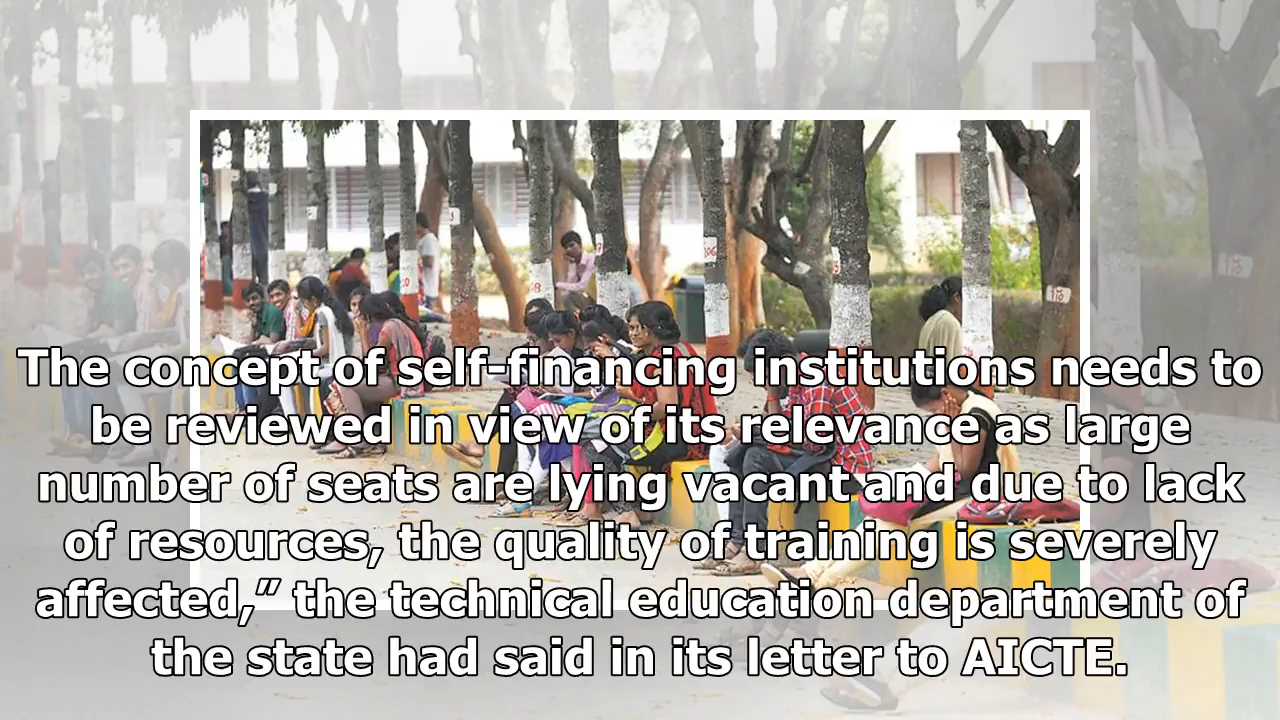 The concept of self-financing institutions needs to
be reviewed in view of its relevance as large
number of seats are lying vacant and due to lack
of resources, the quality of training is severely
affected,” the technical education department of
the state had said in its letter to AICTE.